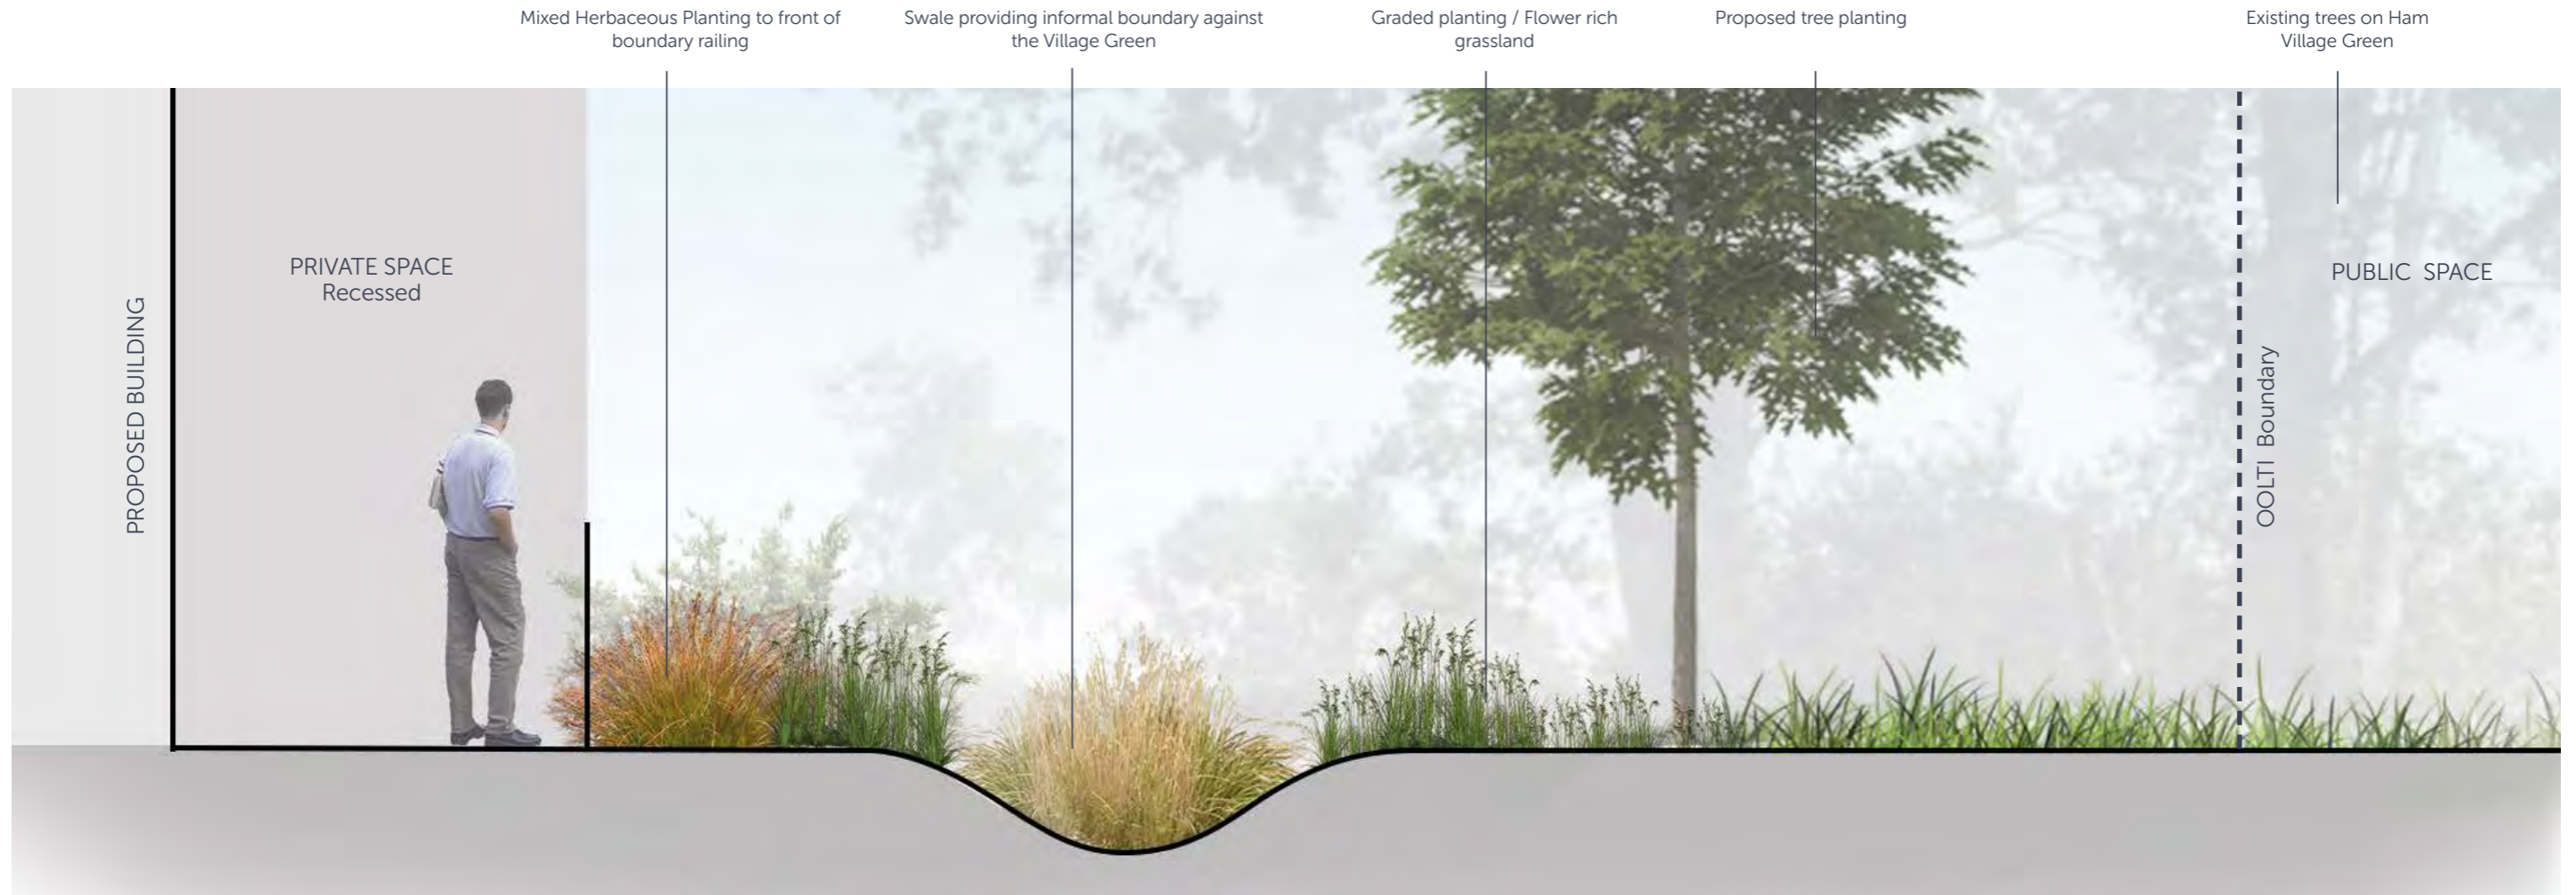 Mixed Herbaceous Planting to front of
boundary railing
Swale providing informal boundary against
the Village Green
Graded planting / Flower rich
grassland
Proposed tree planting
Existing trees on Ham
Village Green
PROPOSED BUILDING
PRIVATE SPACE
Recessed
OOLTI Boundary
PUBLIC SPACE